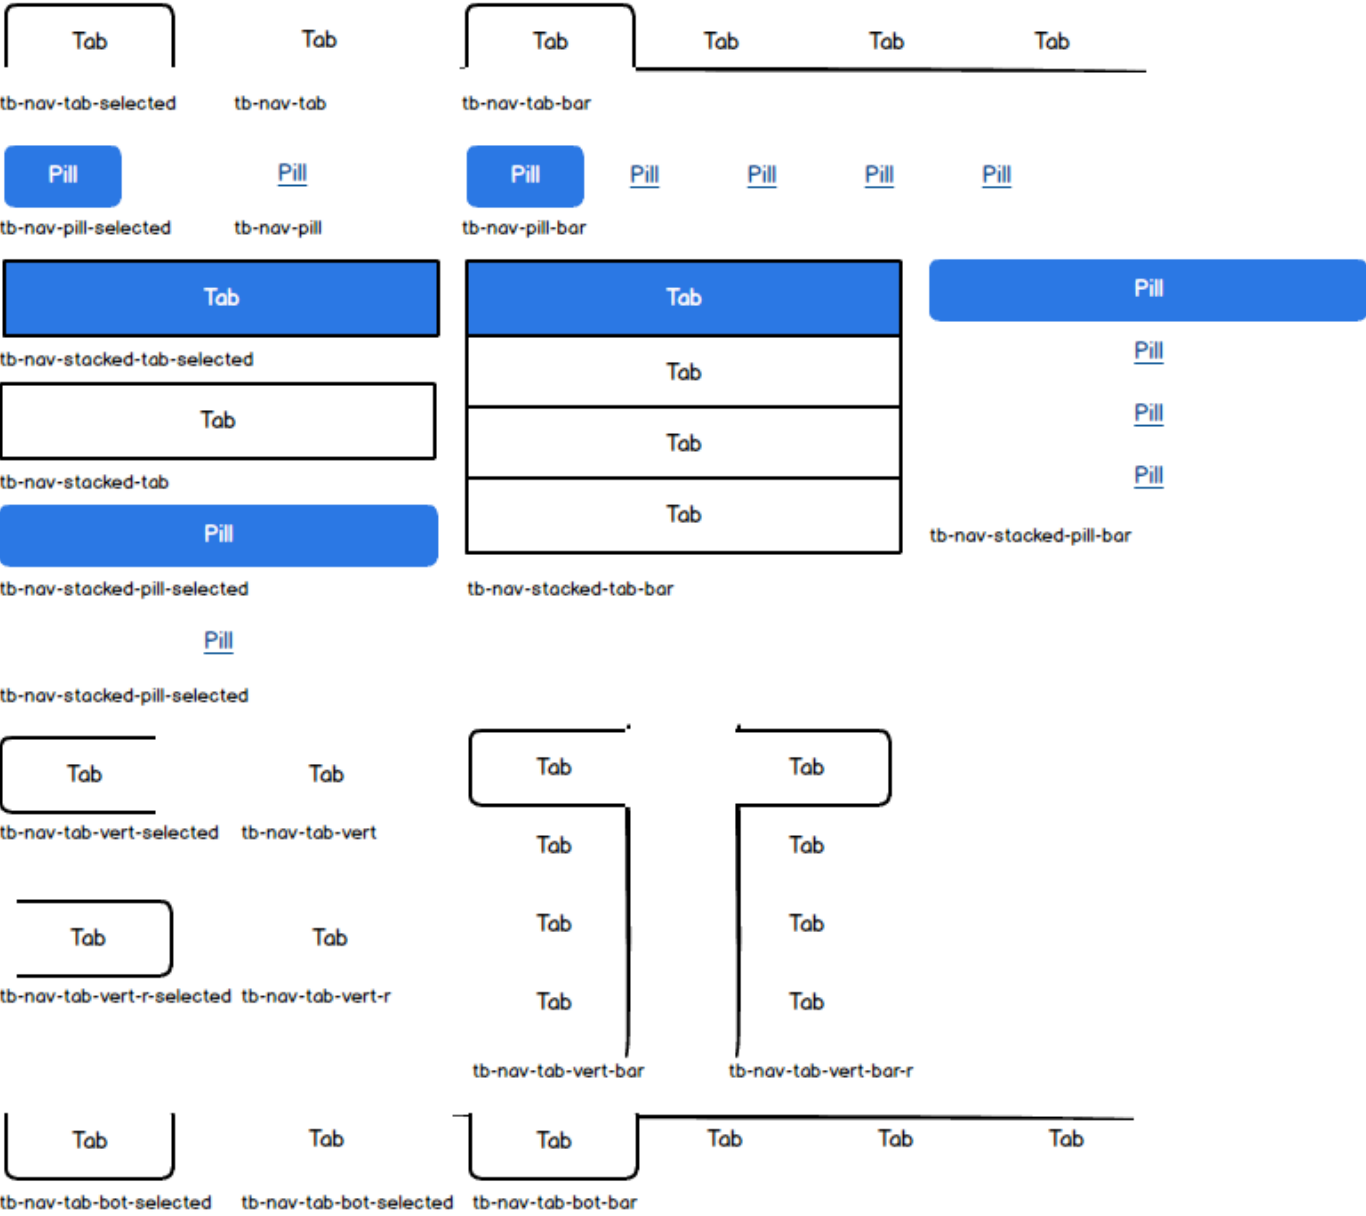 Tab Tab Tab Tab Tab Tab
tb-nav-tab-selected tb-nav-tab tb-nav-tab-bar
Pill Pill Pill Pill Pill Pill Pill
tb-nav-pill-selected tb-nav-pill tb-nav-pill-bar
Tab Tab Pill
tb-nav-stacked-tab-selected Tab Pill
Tab Pill
Tab
tb-nav-stacked-tab Pill
Pill Tab tb-nav-stacked-pill-bar
tb-nav-stacked-pill-selected tb-nav-stacked-tab-bar
Pill
tb-nav-stacked-pill-selected
Tab Tab Tab Tab
tb-nav-tab-vert-selected tb-nav-tab-vert Tab Tab
Tab Tab Tab Tab
tb-nav-tab-vert-r-selected tb-nav-tab-vert-r Tab Tab
tb-nav-tab-vert-bar tb-nav-tab-vert-bar-r
Tab Tab Tab Tab Tab Tab
tb-nav-tab-bot-selected tb-nav-tab-bot-selected tb-nav-tab-bot-bar